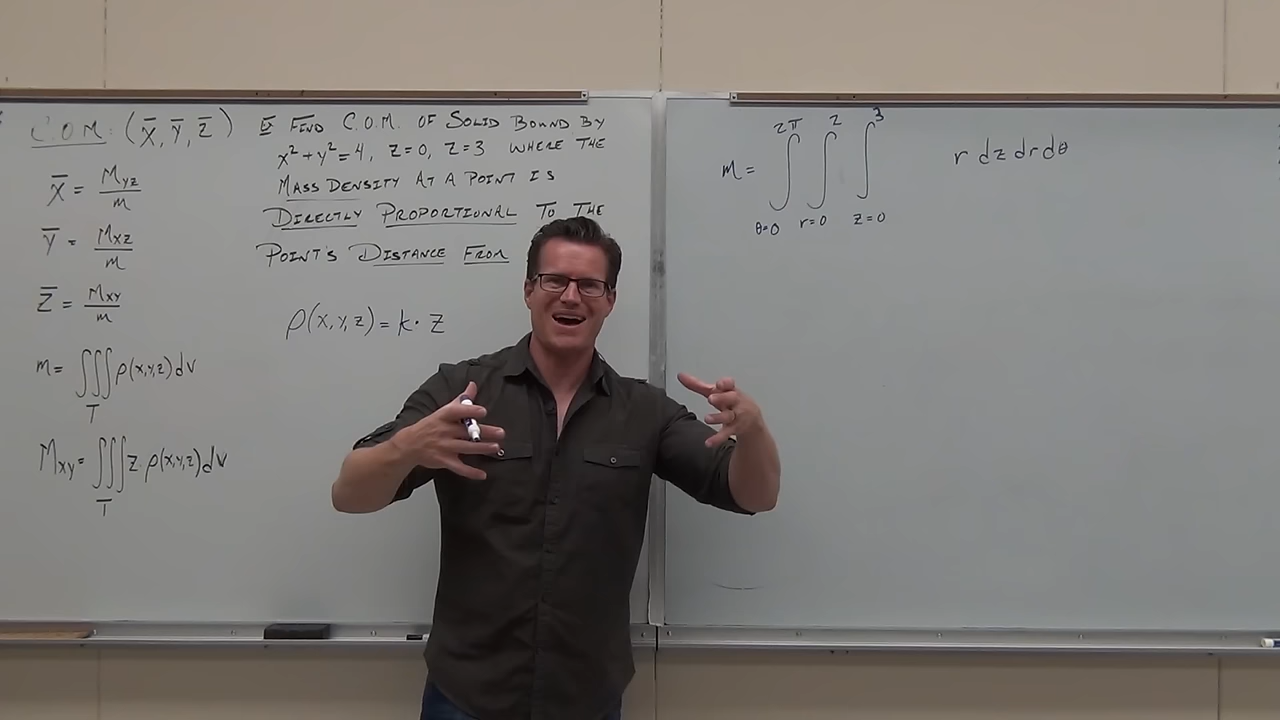 C.O.M. (x̄, ȳ, z̄)
x̄ = Myz/m
ȳ = Mxz/m
z̄ = Mxy/m
m = ∭ ρ(x,y,z) dv
T
Mxy = ∭ z ρ(x,y,z) dv
T
Ex Find C.O.M. of Solid Bound by
x² + y² = 4, z = 0, z = 3 where the
Mass Density at a point is
Directly Proportional to the
Point's Distance From
ρ(x,y,z) = k · z
m = ∫ θ=0 2π ∫ r=0 2 ∫ z=0 3 r dz dr dθ